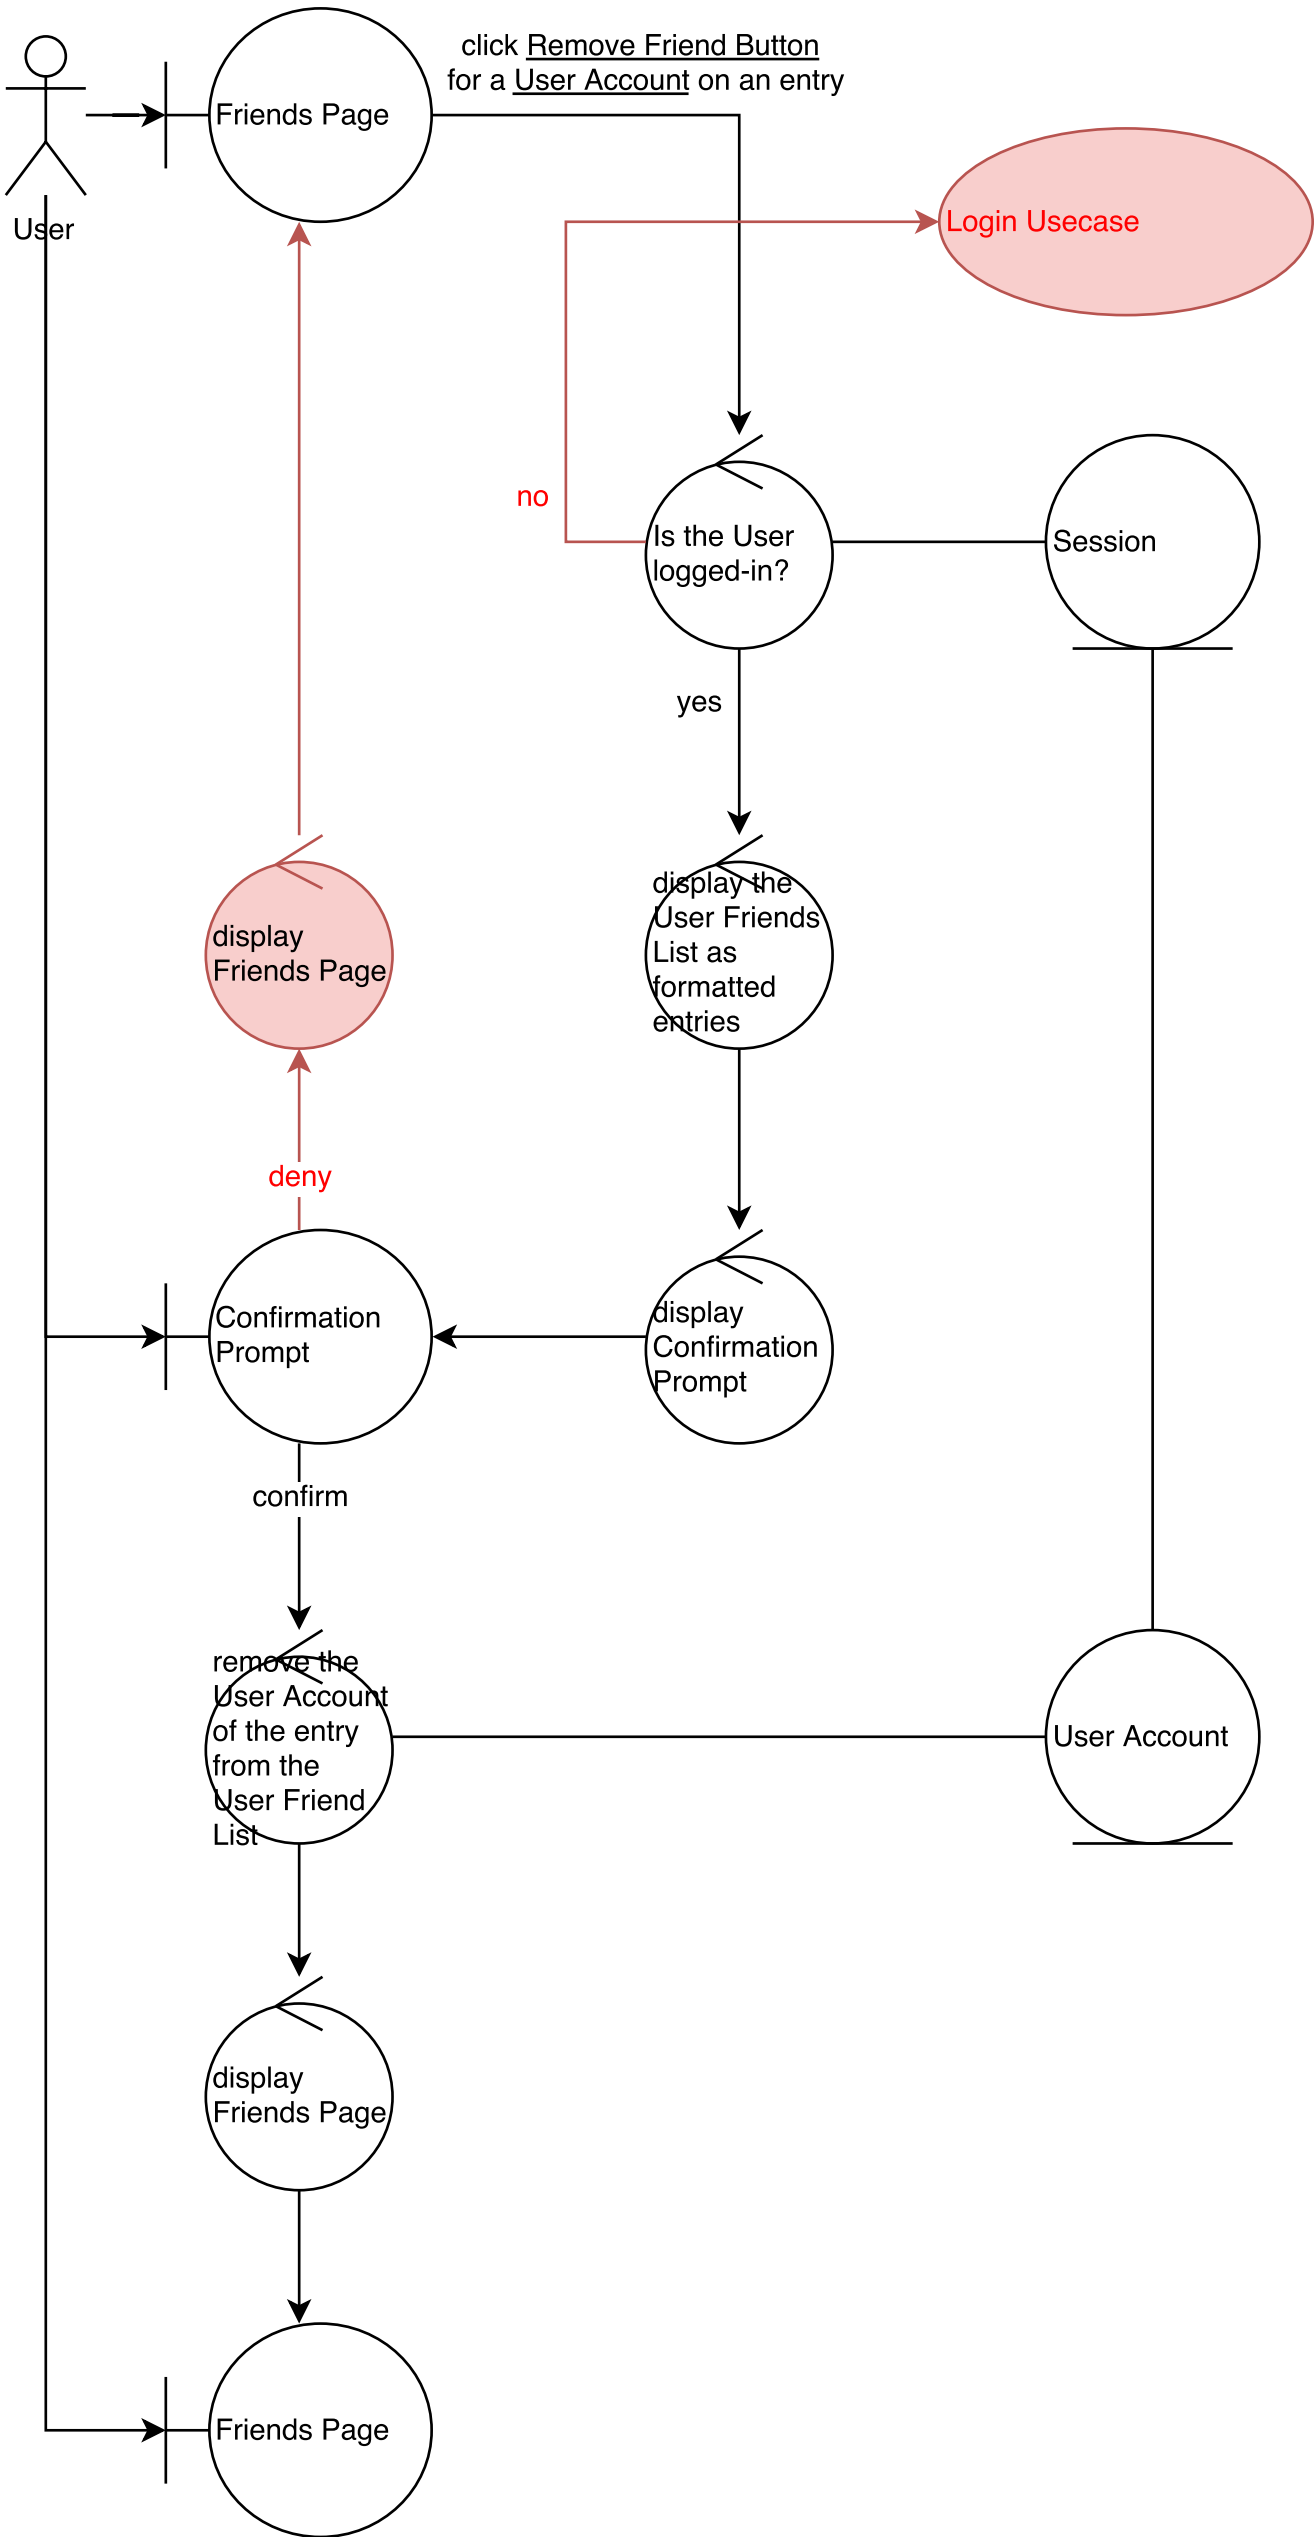 click Remove Friend Button
for a User Account on an entry
Friends Page
User
Login Usecase
no
Is the User
logged-in?
Session
yes
display the
User Friends
List as
formatted
entries
display
Friends Page
deny
Confirmation
Prompt
display
Confirmation
Prompt
confirm
remove the
User Account
of the entry
from the
User Friend
List
User Account
display
Friends Page
Friends Page